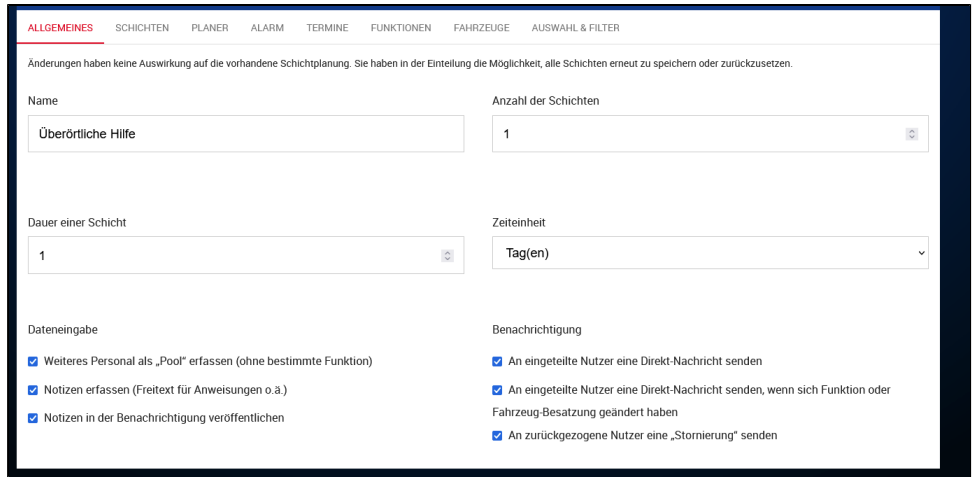 ALLGEMEINES SCHICHTEN PLANER ALARM TERMINE FUNKTIONEN FAHRZEUGE AUSWAHL & FILTER
Änderungen haben keine Auswirkung auf die vorhandene Schichtplanung. Sie haben in der Einteilung die Möglichkeit, alle Schichten erneut zu speichern oder zurückzusetzen.
Name
Überörtliche Hilfe
Anzahl der Schichten
1
Dauer einer Schicht
1
Zeiteinheit
Tag(en)
Dateneingabe
Weiteres Personal als „Pool“ erfassen (ohne bestimmte Funktion)
Notizen erfassen (Freitext für Anweisungen o.ä.)
Notizen in der Benachrichtigung veröffentlichen
Benachrichtigung
An eingeteilte Nutzer eine Direkt-Nachricht senden
An eingeteilte Nutzer eine Direkt-Nachricht senden, wenn sich Funktion oder
Fahrzeug-Besatzung geändert haben
An zurückgezogene Nutzer eine „Stornierung“ senden